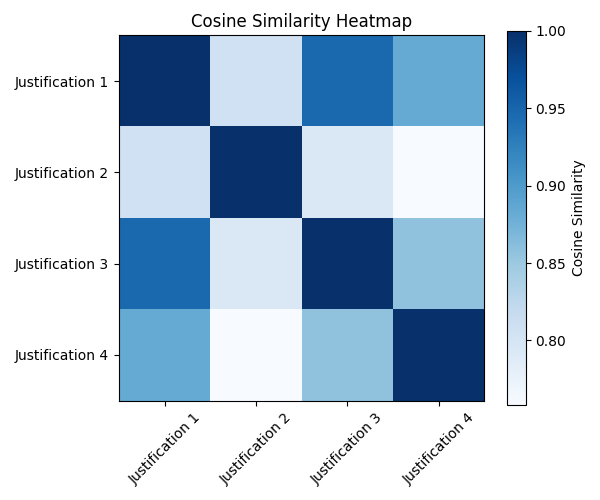 Cosine Similarity Heatmap
Justification 1
Justification 2
Justification 3
Justification 4
Justification 1
Justification 2
Justification 3
Justification 4
1.00
0.95
0.90
0.85
0.80
Cosine Similarity